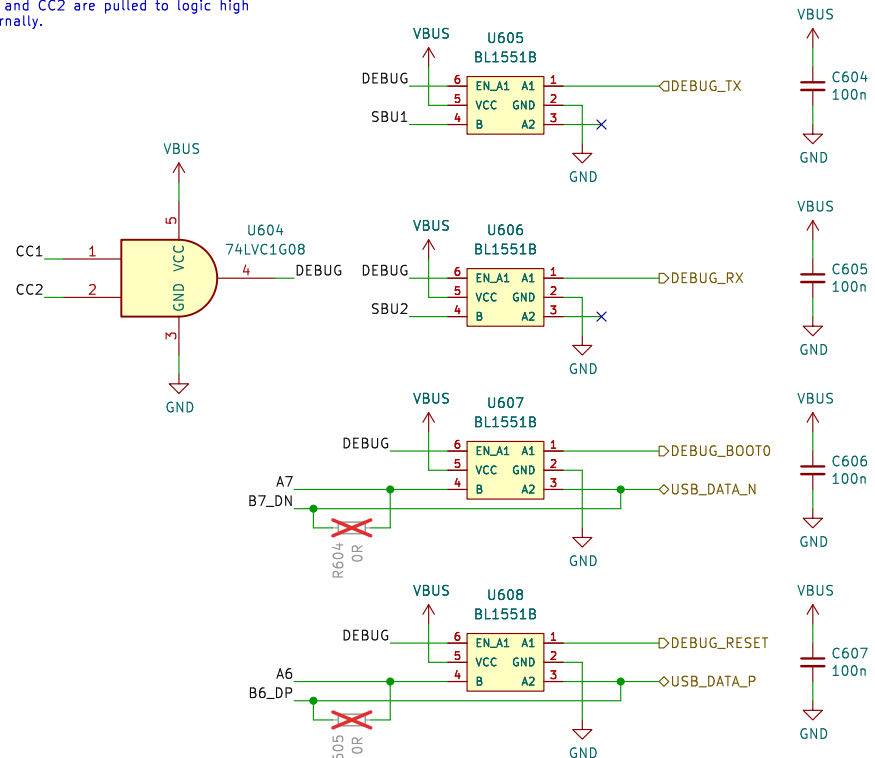 and CC2 are pulled to logic high
rnally.
VBUS
5
CC1
1
CC2
2
VCC
GND
3
GND
U604
74LVC1G08
4
DEBUG
VBUS
U605
BL1551B
DEBUG
6 EN_A1 A1 1
DEBUG_TX
5 VCC GND 2
SBU1
4 B A2 3
GND
VBUS
C604
100n
GND
VBUS
U606
BL1551B
DEBUG
6 EN_A1 A1 1
DEBUG_RX
5 VCC GND 2
SBU2
4 B A2 3
GND
VBUS
C605
100n
GND
VBUS
U607
BL1551B
DEBUG
6 EN_A1 A1 1
DEBUG_BOOT0
5 VCC GND 2
A7
4 B A2 3
USB_DATA_N
B7_DN
R604
0R
GND
VBUS
C606
100n
GND
VBUS
U608
BL1551B
DEBUG
6 EN_A1 A1 1
DEBUG_RESET
5 VCC GND 2
A6
4 B A2 3
USB_DATA_P
B6_DP
605
0R
GND
VBUS
C607
100n
GND